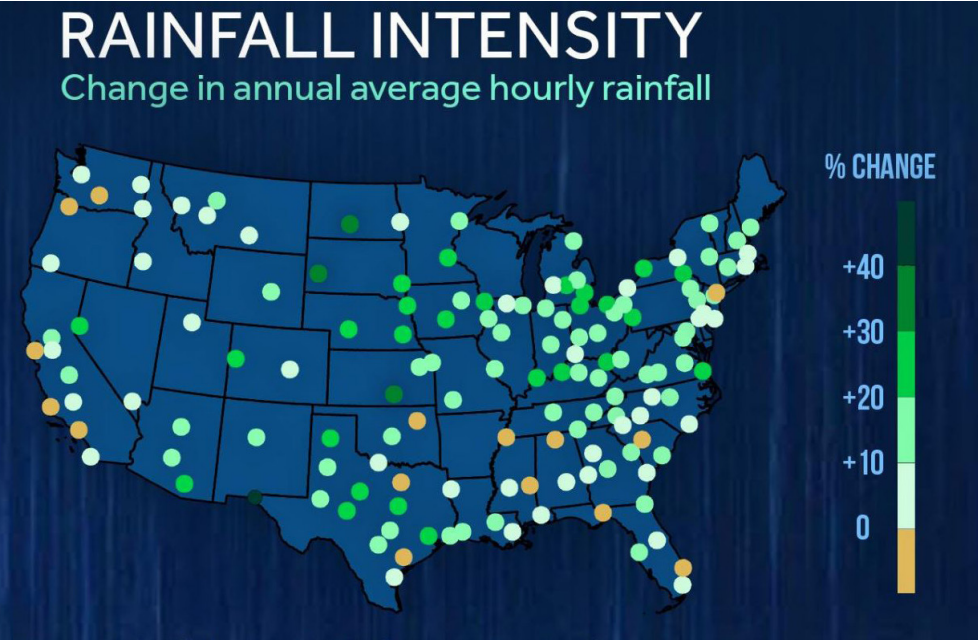 RAINFALL INTENSITY
Change in annual average hourly rainfall
% CHANGE
+40
+30
+20
+10
0